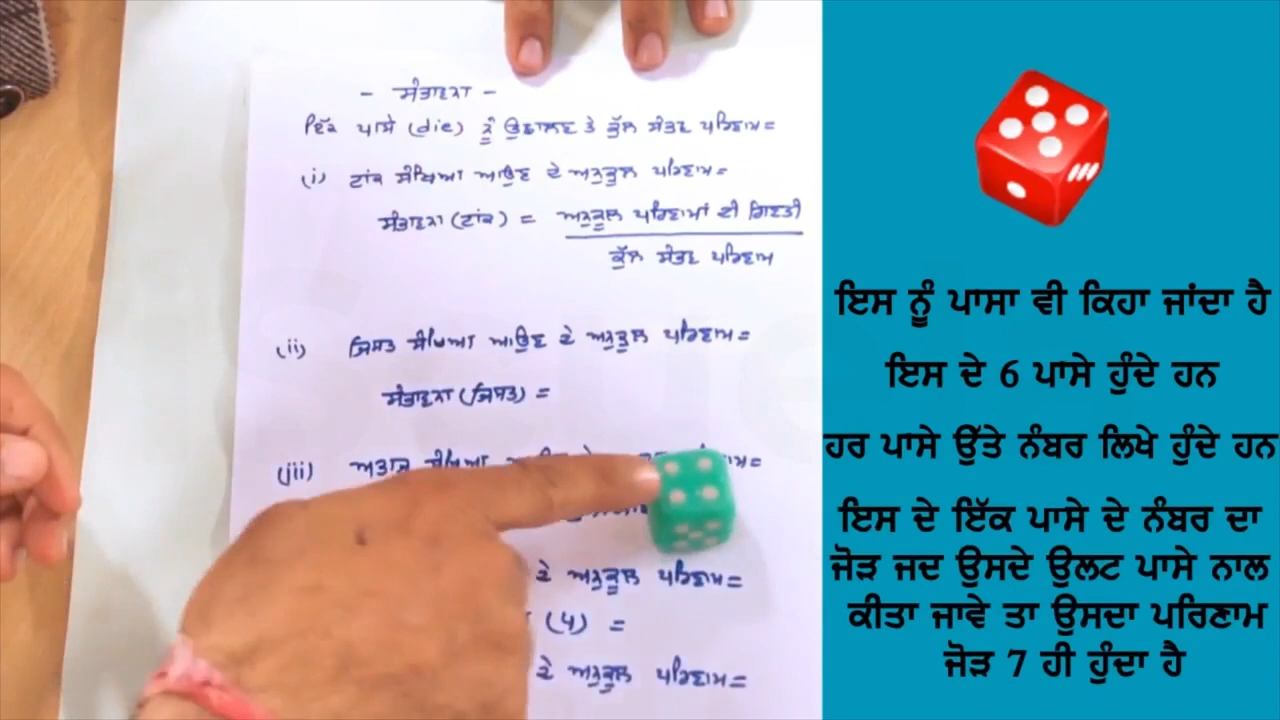 - ਸੰਭਾਵਨਾ -
ਇੱਕ ਪਾਸੇ (die) ਨੂੰ ਉਛਾਲਣ ਤੇ ਕੁੱਲ ਸੰਭਵ ਪਰਿਣਾਮ =
(i) ਟਾਂਕ ਸੰਖਿਆ ਆਉਣ ਦੇ ਅਨੁਕੂਲ ਪਰਿਣਾਮ =
ਸੰਭਾਵਨਾ (ਟਾਂਕ) = ਅਨੁਕੂਲ ਪਰਿਣਾਮਾਂ ਦੀ ਗਿਣਤੀ
ਕੁੱਲ ਸੰਭਵ ਪਰਿਣਾਮ
(ii) ਜਿਸਤ ਸੰਖਿਆ ਆਉਣ ਦੇ ਅਨੁਕੂਲ ਪਰਿਣਾਮ =
ਸੰਭਾਵਨਾ (ਜਿਸਤ) =
(iii) ਅਭਾਜ ਸੰਖਿਆ
ਦੇ ਅਨੁਕੂਲ ਪਰਿਣਾਮ =
(4) =
ਦੇ ਅਨੁਕੂਲ ਪਰਿਣਾਮ =
ਇਸ ਨੂੰ ਪਾਸਾ ਵੀ ਕਿਹਾ ਜਾਂਦਾ ਹੈ
ਇਸ ਦੇ 6 ਪਾਸੇ ਹੁੰਦੇ ਹਨ
ਹਰ ਪਾਸੇ ਉੱਤੇ ਨੰਬਰ ਲਿਖੇ ਹੁੰਦੇ ਹਨ
ਇਸ ਦੇ ਇੱਕ ਪਾਸੇ ਦੇ ਨੰਬਰ ਦਾ
ਜੋੜ ਜਦ ਉਸਦੇ ਉਲਟ ਪਾਸੇ ਨਾਲ
ਕੀਤਾ ਜਾਵੇ ਤਾ ਉਸਦਾ ਪਰਿਣਾਮ
ਜੋੜ 7 ਹੀ ਹੁੰਦਾ ਹੈ